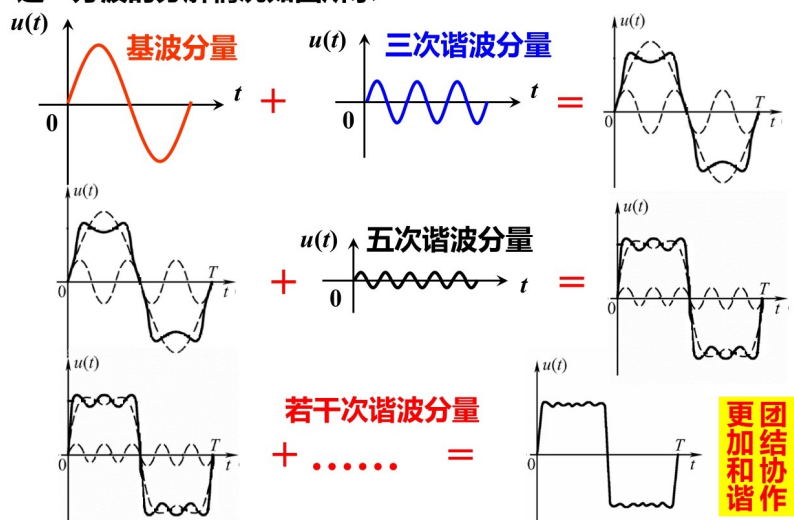 u(t)
基波分量
t
0
+
u(t)
三次谐波分量
t
0
=
u(t)
T
0
t
u(t)
T
0
t
+
u(t)
五次谐波分量
t
0
=
u(t)
T
0
t
u(t)
T
0
t
若干次谐波分量
+ ......
=
u(t)
T
0
t
团结协作
更加和谐